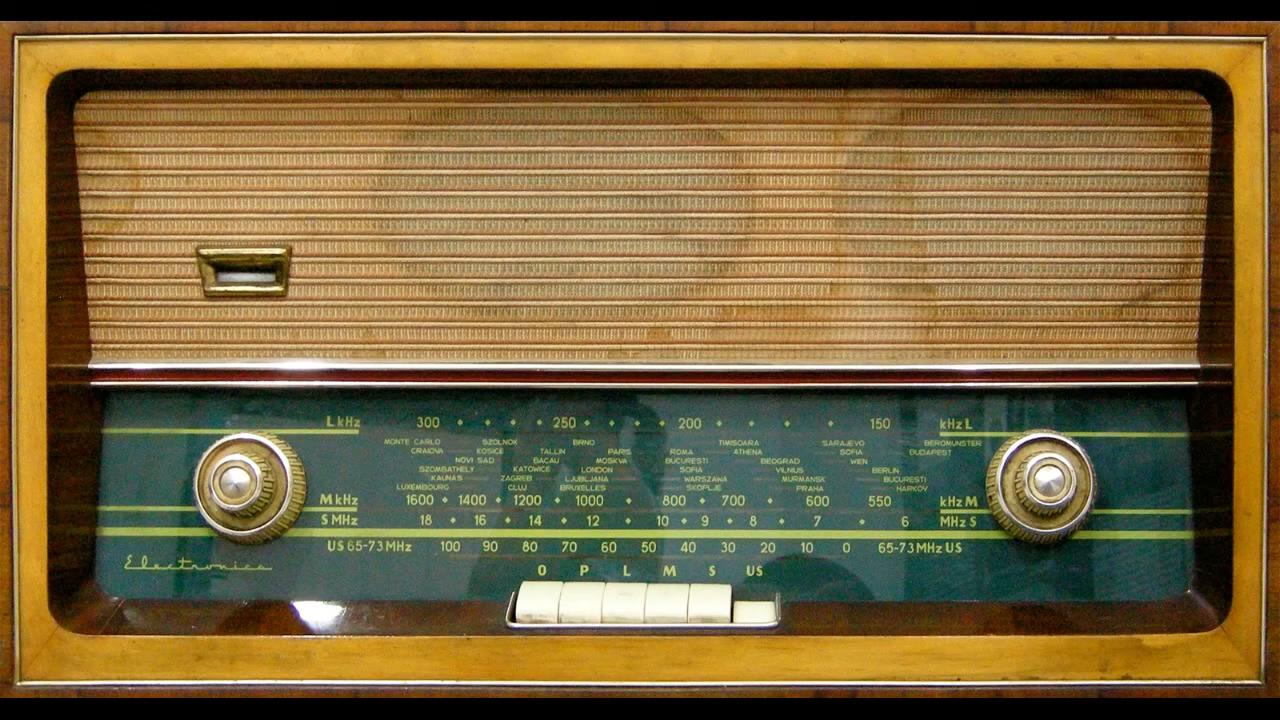 L kHz 300 250 200 150 kHz L
MONTE CARLO SZOLNOK BRNO TIMISOARA SARAJEVO BEROMUNSTER
CRAIOVA KOSICE TALLIN PARIS ROMA ATHENA SOFIA BUDAPEST
NOVI SAD BACAU MOSKVA BUCURESTI BEOGRAD WIEN
SZOMBATHELY KATOWICE LONDON SOFIA VILNUS BERLIN
KAUNAS ZAGREB LJUBLJANA WARSZAWA MURMANSK BUCURESTI
LUXEMBOURG CLUJ BRUXELLES SKOPLJE PRAHA HARKOV
M kHz 1600 1400 1200 1000 800 700 600 550 kHz M
S MHz 18 16 14 12 10 9 8 7 6 MHz S
US 65-73 MHz 100 90 80 70 60 50 40 30 20 10 0 65-73 MHz US
Electronica
O P L M S US